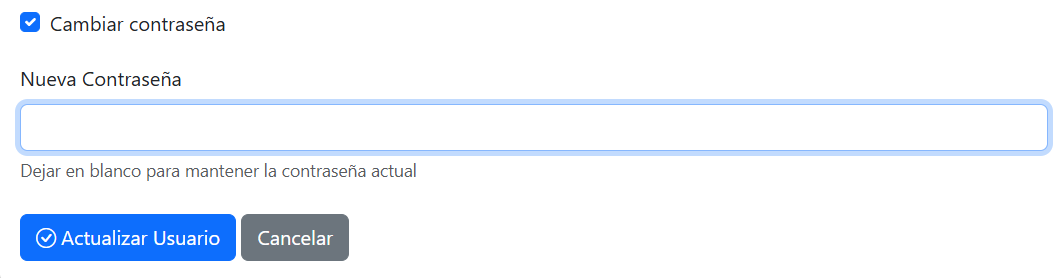 Cambiar contraseña
Nueva Contraseña
Dejar en blanco para mantener la contraseña actual
Actualizar Usuario Cancelar